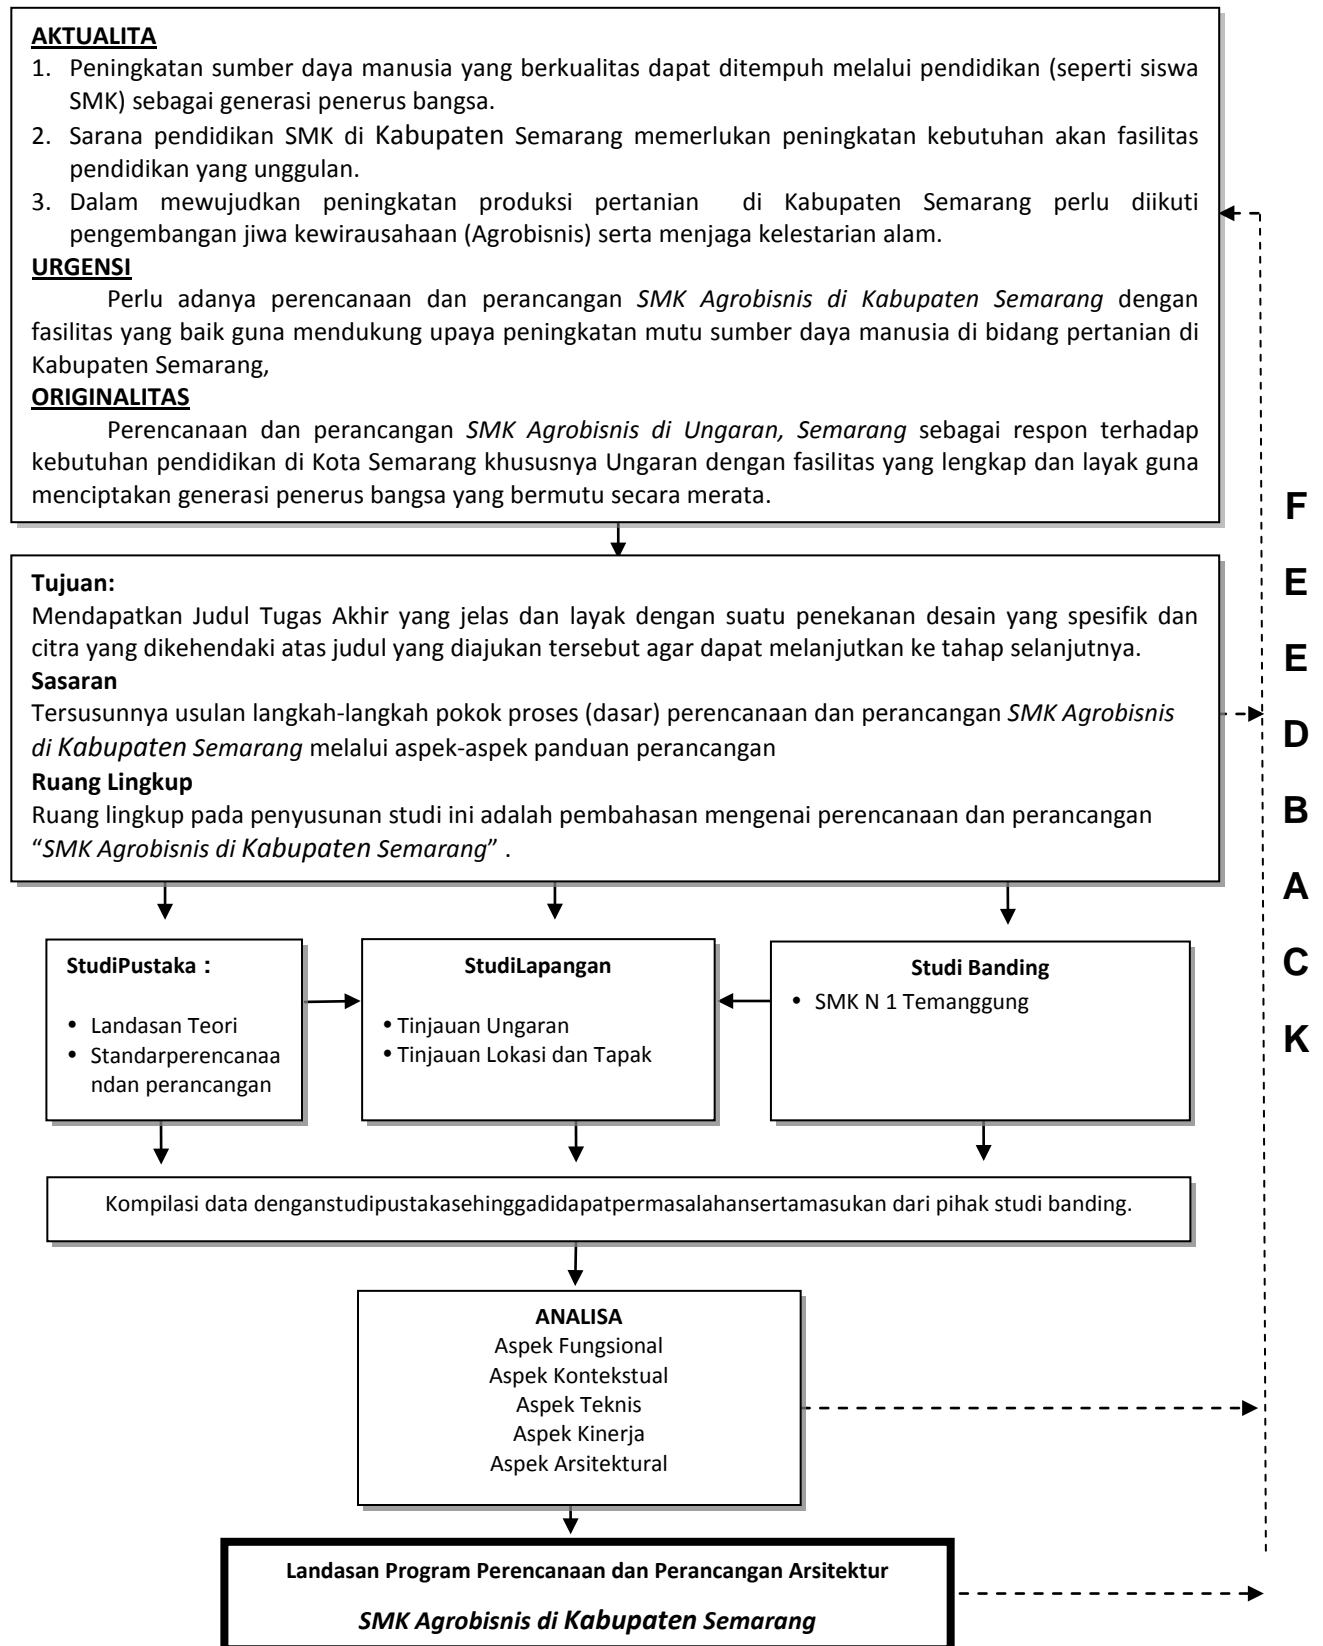 AKTUALITA
1. Peningkatan sumber daya manusia yang berkualitas dapat ditempuh melalui pendidikan (seperti siswa
SMK) sebagai generasi penerus bangsa.
2. Sarana pendidikan SMK di Kabupaten Semarang memerlukan peningkatan kebutuhan akan fasilitas
pendidikan yang unggulan.
3. Dalam mewujudkan peningkatan produksi pertanian di Kabupaten Semarang perlu diikuti
pengembangan jiwa kewirausahaan (Agrobisnis) serta menjaga kelestarian alam.
URGENSI
Perlu adanya perencanaan dan perancangan SMK Agrobisnis di Kabupaten Semarang dengan
fasilitas yang baik guna mendukung upaya peningkatan mutu sumber daya manusia di bidang pertanian di
Kabupaten Semarang,
ORIGINALITAS
Perencanaan dan perancangan SMK Agrobisnis di Ungaran, Semarang sebagai respon terhadap
kebutuhan pendidikan di Kota Semarang khususnya Ungaran dengan fasilitas yang lengkap dan layak guna
menciptakan generasi penerus bangsa yang bermutu secara merata.
Tujuan:
Mendapatkan Judul Tugas Akhir yang jelas dan layak dengan suatu penekanan desain yang spesifik dan
citra yang dikehendaki atas judul yang diajukan tersebut agar dapat melanjutkan ke tahap selanjutnya.
Sasaran
Tersusunnya usulan langkah-langkah pokok proses (dasar) perencanaan dan perancangan SMK Agrobisnis
di Kabupaten Semarang melalui aspek-aspek panduan perancangan
Ruang Lingkup
Ruang lingkup pada penyusunan studi ini adalah pembahasan mengenai perencanaan dan perancangan
“SMK Agrobisnis di Kabupaten Semarang” .
StudiPustaka :
• Landasan Teori
• Standarperencanaa
ndan perancangan
StudiLapangan
• Tinjauan Ungaran
• Tinjauan Lokasi dan Tapak
Studi Banding
• SMK N 1 Temanggung
Kompilasi data denganstudipustakasehinggadidapatpermasalahansertamasukan dari pihak studi banding.
ANALISA
Aspek Fungsional
Aspek Kontekstual
Aspek Teknis
Aspek Kinerja
Aspek Arsitektural
Landasan Program Perencanaan dan Perancangan Arsitektur
SMK Agrobisnis di Kabupaten Semarang
F
E
E
D
B
A
C
K